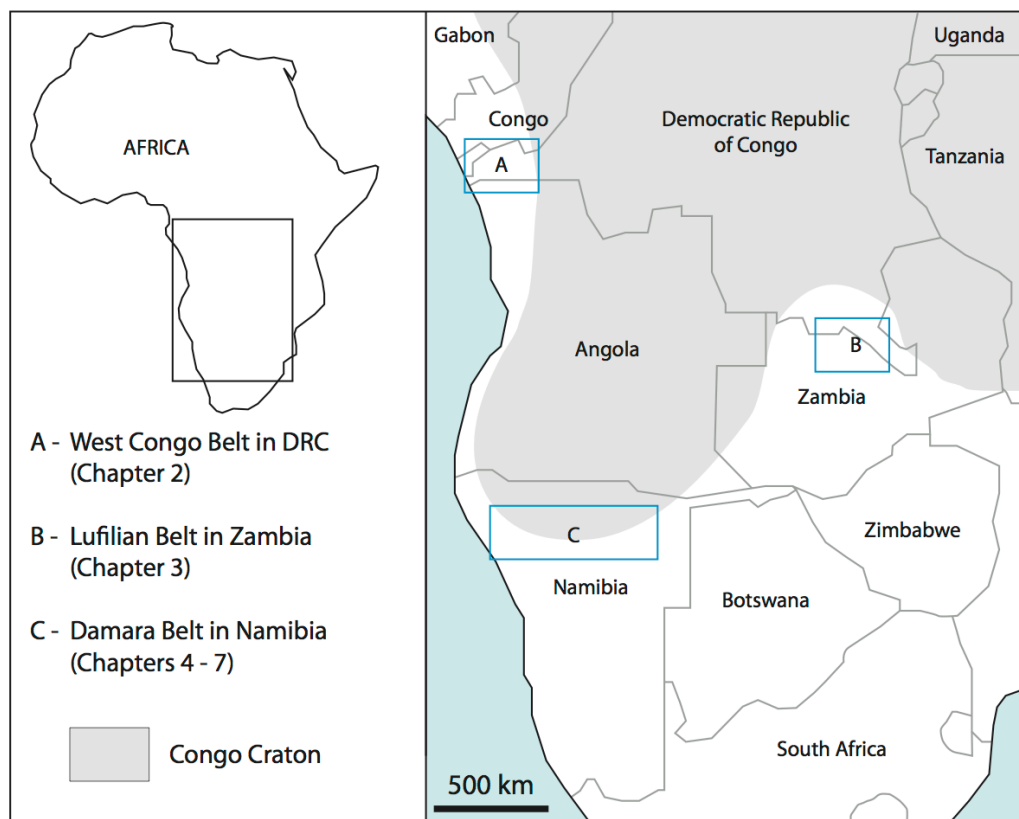 AFRICA
A - West Congo Belt in DRC
(Chapter 2)
B - Lufilian Belt in Zambia
(Chapter 3)
C - Damara Belt in Namibia
(Chapters 4 - 7)
Congo Craton
Gabon
Uganda
Congo
Democratic Republic
of Congo
A
Tanzania
Angola
B
Zambia
C
Zimbabwe
Namibia
Botswana
South Africa
500 km